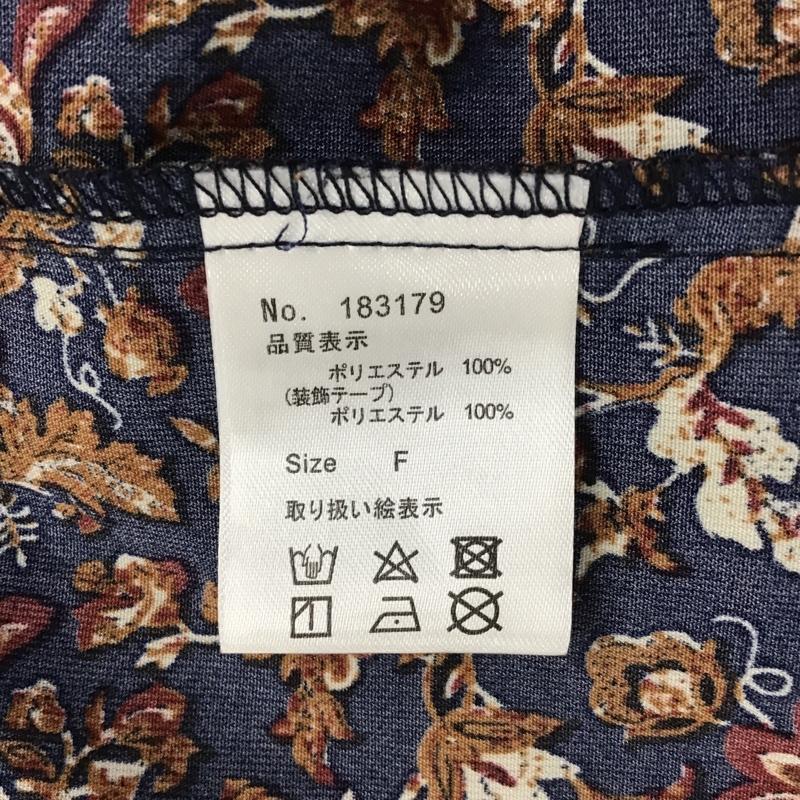 No. 183179
品質表示
ポリエステル 100%
(装飾テープ)
ポリエステル 100%
Size F
取り扱い絵表示